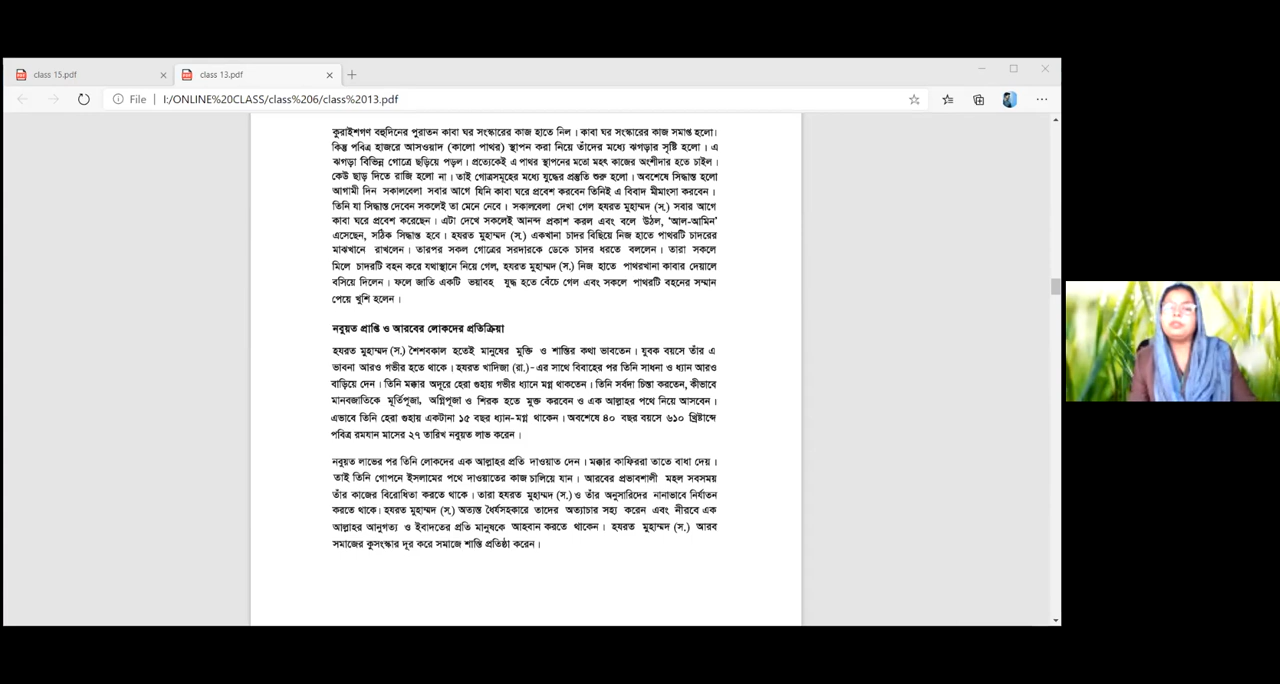 class 15.pdf
class 13.pdf
File | I:/ONLINE%20CLASS/class%206/class%2013.pdf
কুরাইশগণ বহুদিনের পুরাতন কাবা ঘর সংস্কারের কাজ হাতে নিল। কাবা ঘর সংস্কারের কাজ সমাপ্ত হলো।
কিন্তু পবিত্র হাজরে আসওয়াদ (কালো পাথর) স্থাপন করা নিয়ে তাঁদের মধ্যে ঝগড়ার সৃষ্টি হলো। এ
ঝগড়া বিভিন্ন গোত্রে ছড়িয়ে পড়ল। প্রত্যেকেই এ পাথর স্থাপনের মতো মহৎ কাজের অংশীদার হতে চাইল।
কেউ ছাড় দিতে রাজি হলো না। তাই গোত্রসমূহের মধ্যে যুদ্ধের প্রস্তুতি শুরু হলো। অবশেষে সিদ্ধান্ত হলো
আগামী দিন সকালবেলা সবার আগে যিনি কাবা ঘরে প্রবেশ করবেন তিনিই এ বিবাদ মীমাংসা করবেন।
তিনি যা সিদ্ধান্ত দেবেন সকলেই তা মেনে নেবে। সকালবেলা দেখা গেল হযরত মুহাম্মদ (স.) সবার আগে
কাবা ঘরে প্রবেশ করেছেন। এটা দেখে সকলেই আনন্দ প্রকাশ করল এবং বলে উঠল, ‘আল-আমিন’
এসেছেন, সঠিক সিদ্ধান্ত হবে। হযরত মুহাম্মদ (স.) একখানা চাদর বিছিয়ে নিজ হাতে পাথরটি চাদরের
মাঝখানে রাখলেন। তারপর সকল গোত্রের সরদারকে ডেকে চাদর ধরতে বললেন। তারা সকলে
মিলে চাদরটি বহন করে যথাস্থানে নিয়ে গেল, হযরত মুহাম্মদ (স.) নিজ হাতে পাথরখানা কাবার দেয়ালে
বসিয়ে দিলেন। ফলে জাতি একটি ভয়াবহ যুদ্ধ হতে বেঁচে গেল এবং সকলে পাথরটি বহনের সম্মান
পেয়ে খুশি হলেন।
নবুয়ত প্রাপ্তি ও আরবের লোকদের প্রতিক্রিয়া
হযরত মুহাম্মদ (স.) শৈশবকাল হতেই মানুষের মুক্তি ও শান্তির কথা ভাবতেন। যুবক বয়সে তাঁর এ
ভাবনা আরও গভীর হতে থাকে। হযরত খাদিজা (রা.)-এর সাথে বিবাহের পর তিনি সাধনা ও ধ্যান আরও
বাড়িয়ে দেন। তিনি মক্কার অদূরে হেরা গুহায় গভীর ধ্যানে মগ্ন থাকতেন। তিনি সর্বদা চিন্তা করতেন, কীভাবে
মানবজাতিকে মূর্তিপূজা, অগ্নিপূজা ও শিরক হতে মুক্ত করবেন ও এক আল্লাহর পথে নিয়ে আসবেন।
এভাবে তিনি হেরা গুহায় একটানা ১৫ বছর ধ্যান-মগ্ন থাকেন। অবশেষে ৪০ বছর বয়সে ৬১০ খ্রিষ্টাব্দে
পবিত্র রমযান মাসের ২৭ তারিখ নবুয়ত লাভ করেন।
নবুয়ত লাভের পর তিনি লোকদের এক আল্লাহর প্রতি দাওয়াত দেন। মক্কার কাফিররা তাতে বাধা দেয়।
তাই তিনি গোপনে ইসলামের পথে দাওয়াতের কাজ চালিয়ে যান। আরবের প্রভাবশালী মহল সবসময়
তাঁর কাজের বিরোধিতা করতে থাকে। তারা হযরত মুহাম্মদ (স.) ও তাঁর অনুসারিদের নানাভাবে নির্যাতন
করতে থাকে। হযরত মুহাম্মদ (স.) অত্যন্ত ধৈর্যসহকারে তাদের অত্যাচার সহ্য করেন এবং নীরবে এক
আল্লাহর আনুগত্য ও ইবাদতের প্রতি মানুষকে আহবান করতে থাকেন। হযরত মুহাম্মদ (স.) আরব
সমাজের কুসংস্কার দূর করে সমাজে শান্তি প্রতিষ্ঠা করেন।